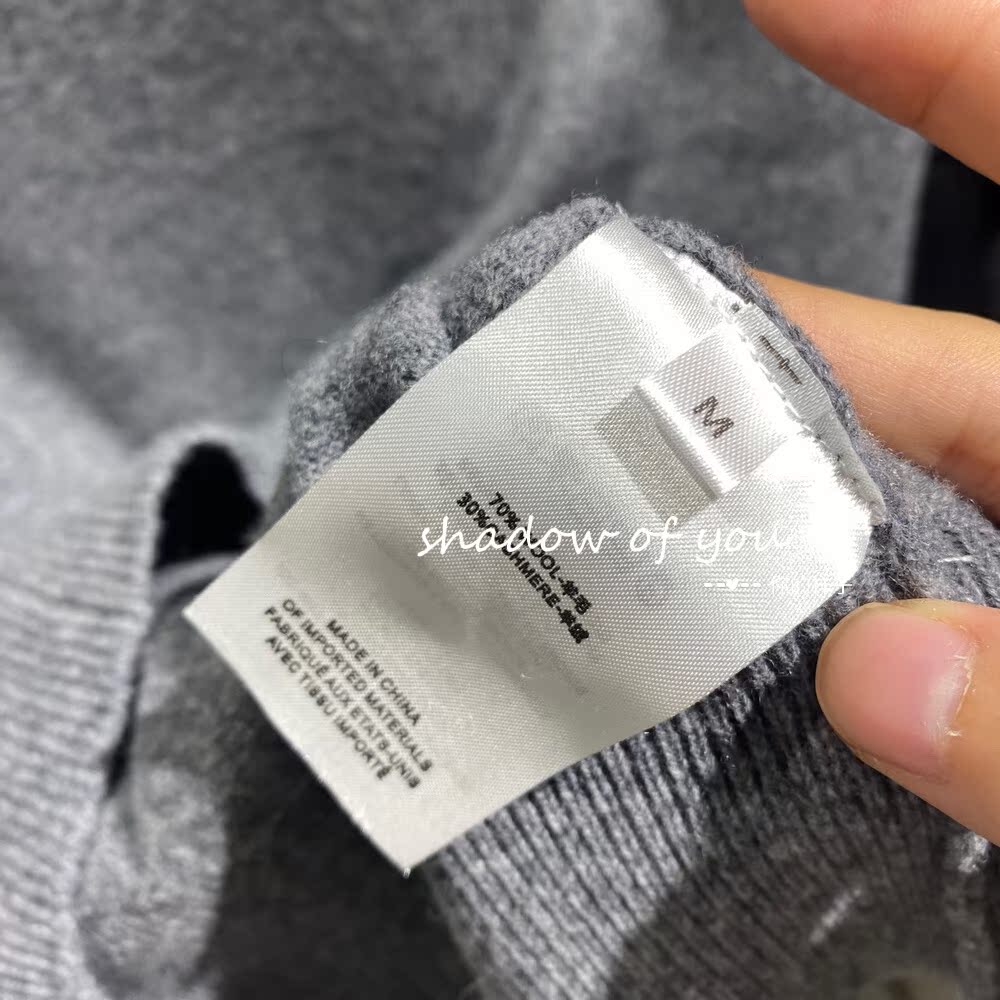 M
70% WOOL-羊毛
30%CASHMERE-羊绒
shadow of you
MADE IN CHINA
OF IMPORTED MATERIALS
FABRIQUÉ AUX ETATS-UNIS
AVEC TISSU IMPORTÉ